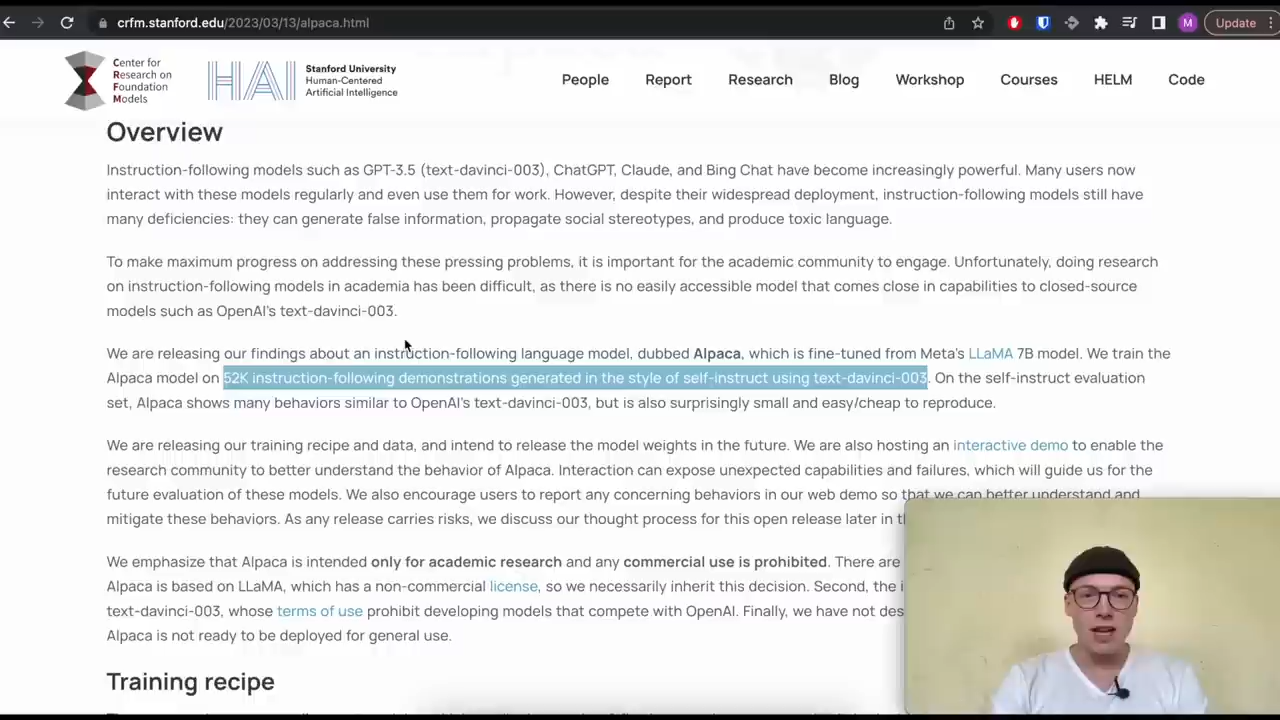 crfm.stanford.edu/2023/03/13/alpaca.html
M
Update
Center for
Research on
Foundation
Models
HAI
Stanford University
Human-Centered
Artificial Intelligence
People
Report
Research
Blog
Workshop
Courses
HELM
Code
Overview
Instruction-following models such as GPT-3.5 (text-davinci-003), ChatGPT, Claude, and Bing Chat have become increasingly powerful. Many users now
interact with these models regularly and even use them for work. However, despite their widespread deployment, instruction-following models still have
many deficiencies: they can generate false information, propagate social stereotypes, and produce toxic language.
To make maximum progress on addressing these pressing problems, it is important for the academic community to engage. Unfortunately, doing research
on instruction-following models in academia has been difficult, as there is no easily accessible model that comes close in capabilities to closed-source
models such as OpenAI's text-davinci-003.
We are releasing our findings about an instruction-following language model, dubbed Alpaca, which is fine-tuned from Meta's LLaMA 7B model. We train the
Alpaca model on 52K instruction-following demonstrations generated in the style of self-instruct using text-davinci-003. On the self-instruct evaluation
set, Alpaca shows many behaviors similar to OpenAI's text-davinci-003, but is also surprisingly small and easy/cheap to reproduce.
We are releasing our training recipe and data, and intend to release the model weights in the future. We are also hosting an interactive demo to enable the
research community to better understand the behavior of Alpaca. Interaction can expose unexpected capabilities and failures, which will guide us for the
future evaluation of these models. We also encourage users to report any concerning behaviors in our web demo so that we can better understand and
mitigate these behaviors. As any release carries risks, we discuss our thought process for this open release later in
We emphasize that Alpaca is intended only for academic research and any commercial use is prohibited. There are
Alpaca is based on LLaMA, which has a non-commercial license, so we necessarily inherit this decision. Second, the
text-davinci-003, whose terms of use prohibit developing models that compete with OpenAI. Finally, we have not
Alpaca is not ready to be deployed for general use.
Training recipe